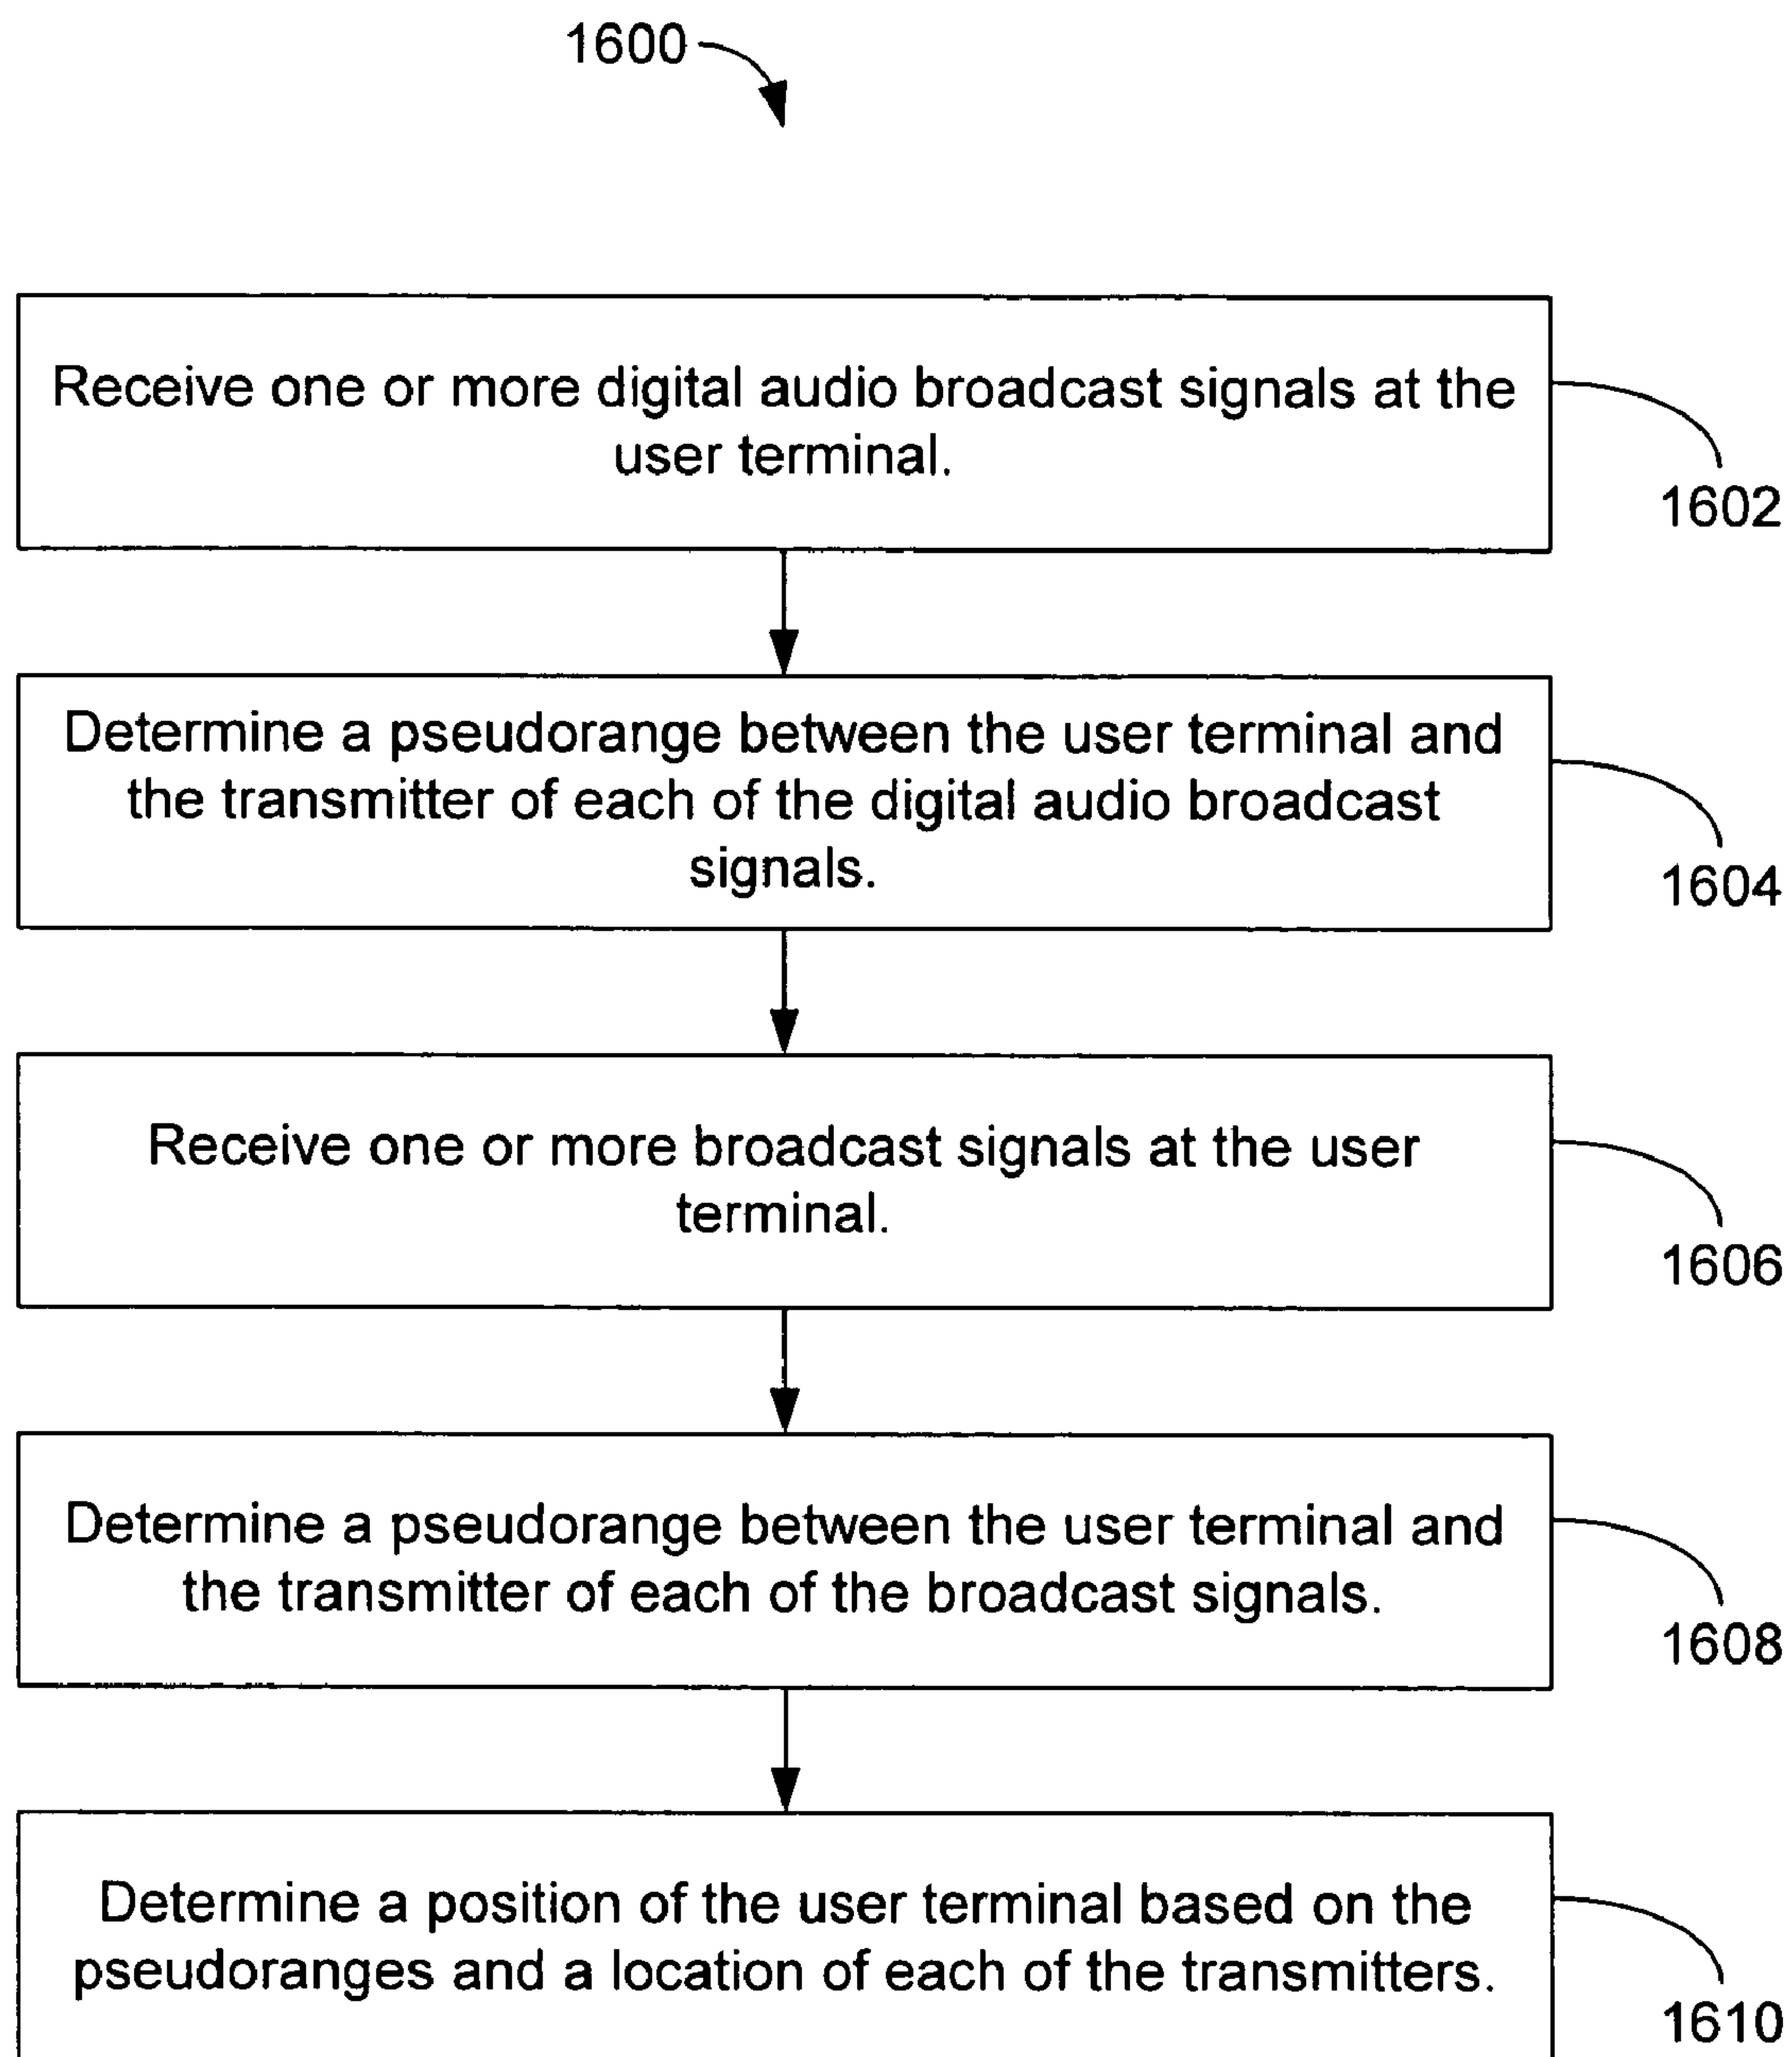 1600
Receive one or more digital audio broadcast signals at the
user terminal.
1602
Determine a pseudorange between the user terminal and
the transmitter of each of the digital audio broadcast
signals.
1604
Receive one or more broadcast signals at the user
terminal.
1606
Determine a pseudorange between the user terminal and
the transmitter of each of the broadcast signals.
1608
Determine a position of the user terminal based on the
pseudoranges and a location of each of the transmitters.
1610